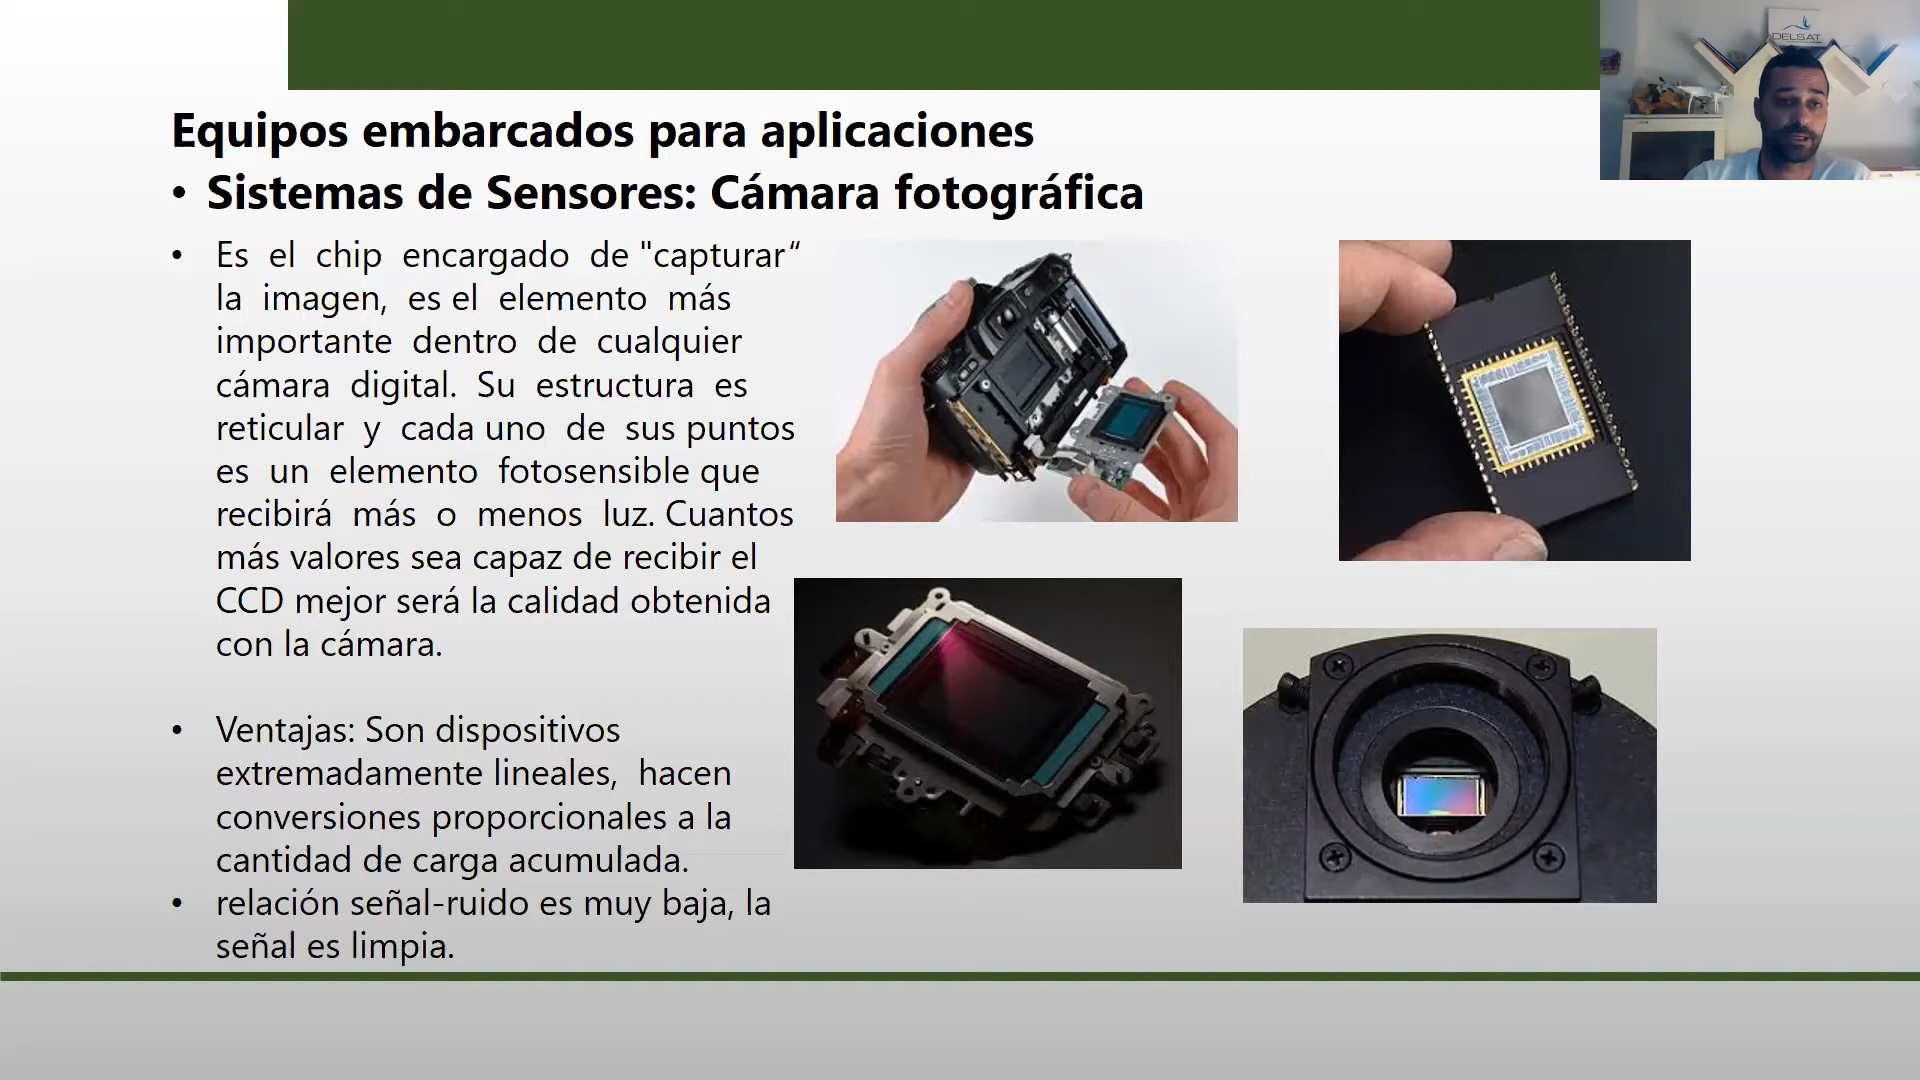 DELSAT
Equipos embarcados para aplicaciones
• Sistemas de Sensores: Cámara fotográfica
• Es el chip encargado de "capturar“
la imagen, es el elemento más
importante dentro de cualquier
cámara digital. Su estructura es
reticular y cada uno de sus puntos
es un elemento fotosensible que
recibirá más o menos luz. Cuantos
más valores sea capaz de recibir el
CCD mejor será la calidad obtenida
con la cámara.
• Ventajas: Son dispositivos
extremadamente lineales, hacen
conversiones proporcionales a la
cantidad de carga acumulada.
• relación señal-ruido es muy baja, la
señal es limpia.